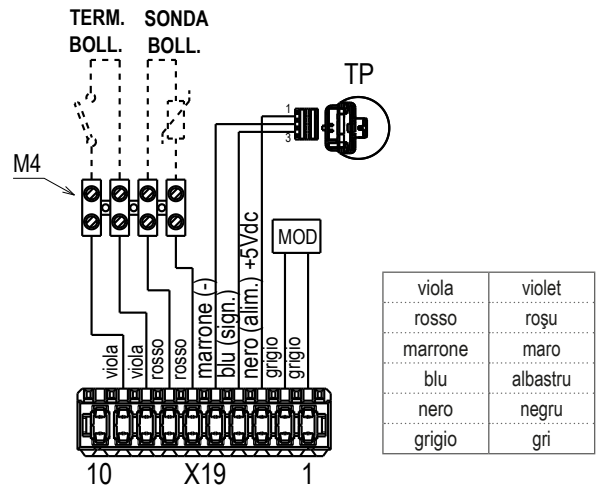 TERM. SONDA
BOLL. BOLL.
TP
1
3
M4
MOD
viola
viola
rosso
rosso
marrone (-)
blu (sign.)
nero (alim.) +5Vdc
grigio
grigio
10 X19 1
viola violet
rosso roşu
marrone maro
blu albastru
nero negru
grigio gri